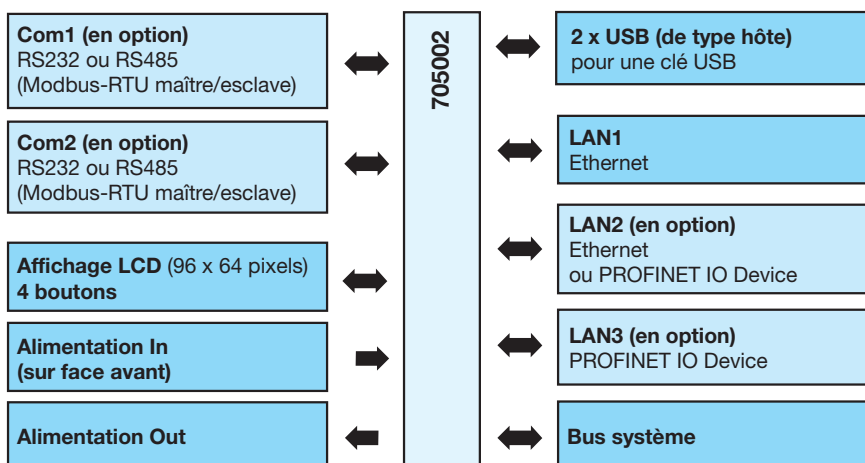 Com1 (en option)
RS232 ou RS485
(Modbus-RTU maître/esclave)
Com2 (en option)
RS232 ou RS485
(Modbus-RTU maître/esclave)
Affichage LCD (96 x 64 pixels)
4 boutons
Alimentation In
(sur face avant)
Alimentation Out
705002
2 x USB (de type hôte)
pour une clé USB
LAN1
Ethernet
LAN2 (en option)
Ethernet
ou PROFINET IO Device
LAN3 (en option)
PROFINET IO Device
Bus système